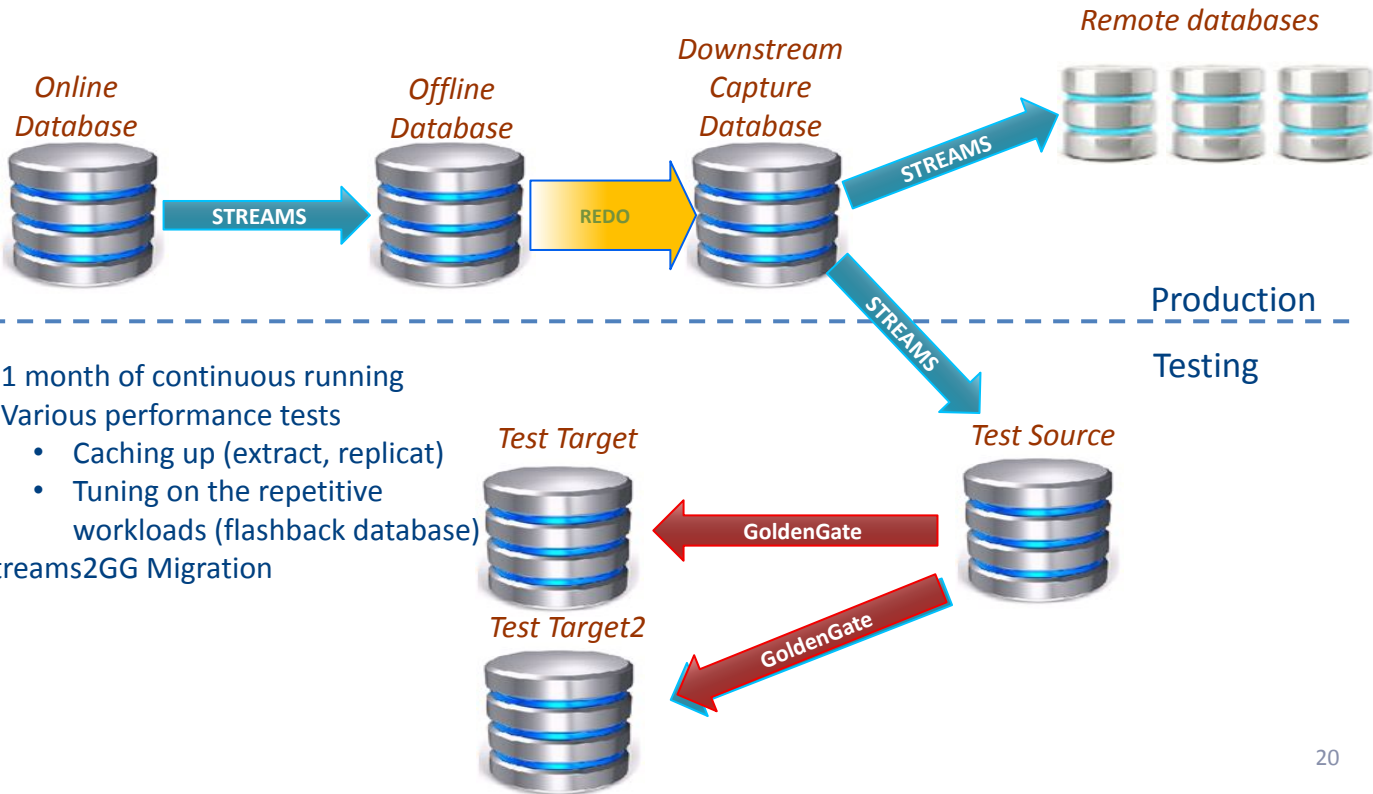 Remote databases
Downstream
Capture
Database
Offline
Database
Online
Database
STREAMS
STREAMS
REDO
Production
STREAMS
Testing
1 month of continuous running
Various performance tests
• Caching up (extract, replicat)
• Tuning on the repetitive
workloads (flashback database)
treams2GG Migration
Test Target
Test Source
GoldenGate
GoldenGate
Test Target2
20